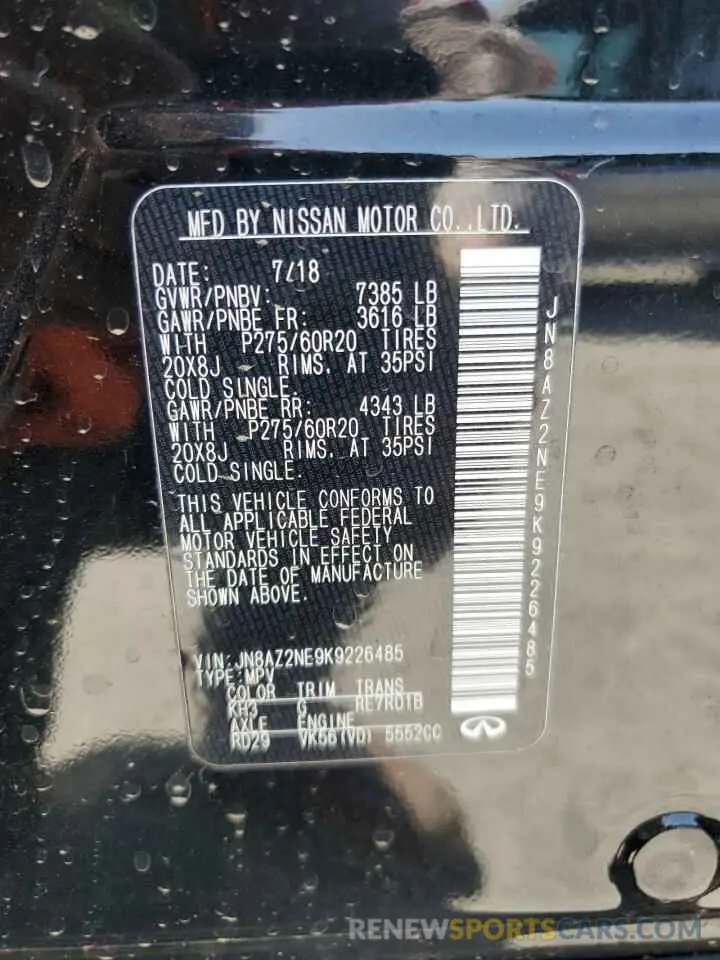 MFD BY NISSAN MOTOR CO.,LTD.
DATE: 7/18
GVWR/PNBV: 7385 LB
GAWR/PNBE FR: 3616 LB
WITH P275/60R20 TIRES
20X8J RIMS. AT 35PSI
COLD SINGLE.
GAWR/PNBE RR: 4343 LB
WITH P275/60R20 TIRES
20X8J RIMS. AT 35PSI
COLD SINGLE.
THIS VEHICLE CONFORMS TO
ALL APPLICABLE FEDERAL
MOTOR VEHICLE SAFETY
STANDARDS IN EFFECT ON
THE DATE OF MANUFACTURE
SHOWN ABOVE.
VIN:JN8AZ2NE9K9226485
TYPE:MPV
COLOR TRIM TRANS
KH3 G RE7R01B
AXLE ENGINE
RD29 VK56(VD) 5552CC
JN8AZ2NE9K9226485
RENEWSPORTSCARS.COM